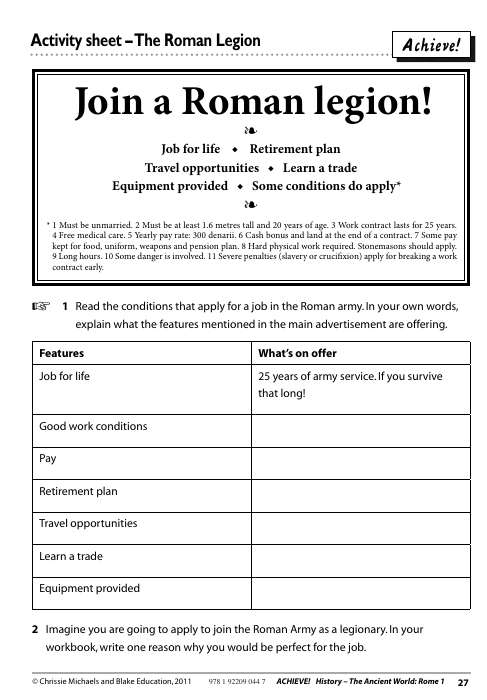 Activity sheet – The Roman Legion
Achieve!
Join a Roman legion!
Job for life ◆ Retirement plan
Travel opportunities ◆ Learn a trade
Equipment provided ◆ Some conditions do apply*
* 1 Must be unmarried. 2 Must be at least 1.6 metres tall and 20 years of age. 3 Work contract lasts for 25 years.
4 Free medical care. 5 Yearly pay rate: 300 denarii. 6 Cash bonus and land at the end of a contract. 7 Some pay
kept for food, uniform, weapons and pension plan. 8 Hard physical work required. Stonemasons should apply.
9 Long hours. 10 Some danger is involved. 11 Severe penalties (slavery or crucifixion) apply for breaking a work
contract early.
1 Read the conditions that apply for a job in the Roman army. In your own words,
explain what the features mentioned in the main advertisement are offering.
Features What's on offer
Job for life 25 years of army service. If you survive
that long!
Good work conditions
Pay
Retirement plan
Travel opportunities
Learn a trade
Equipment provided
2 Imagine you are going to apply to join the Roman Army as a legionary. In your
workbook, write one reason why you would be perfect for the job.
© Chrissie Michaels and Blake Education, 2011 978 1 92209 044 7 ACHIEVE! History – The Ancient World: Rome 1 27